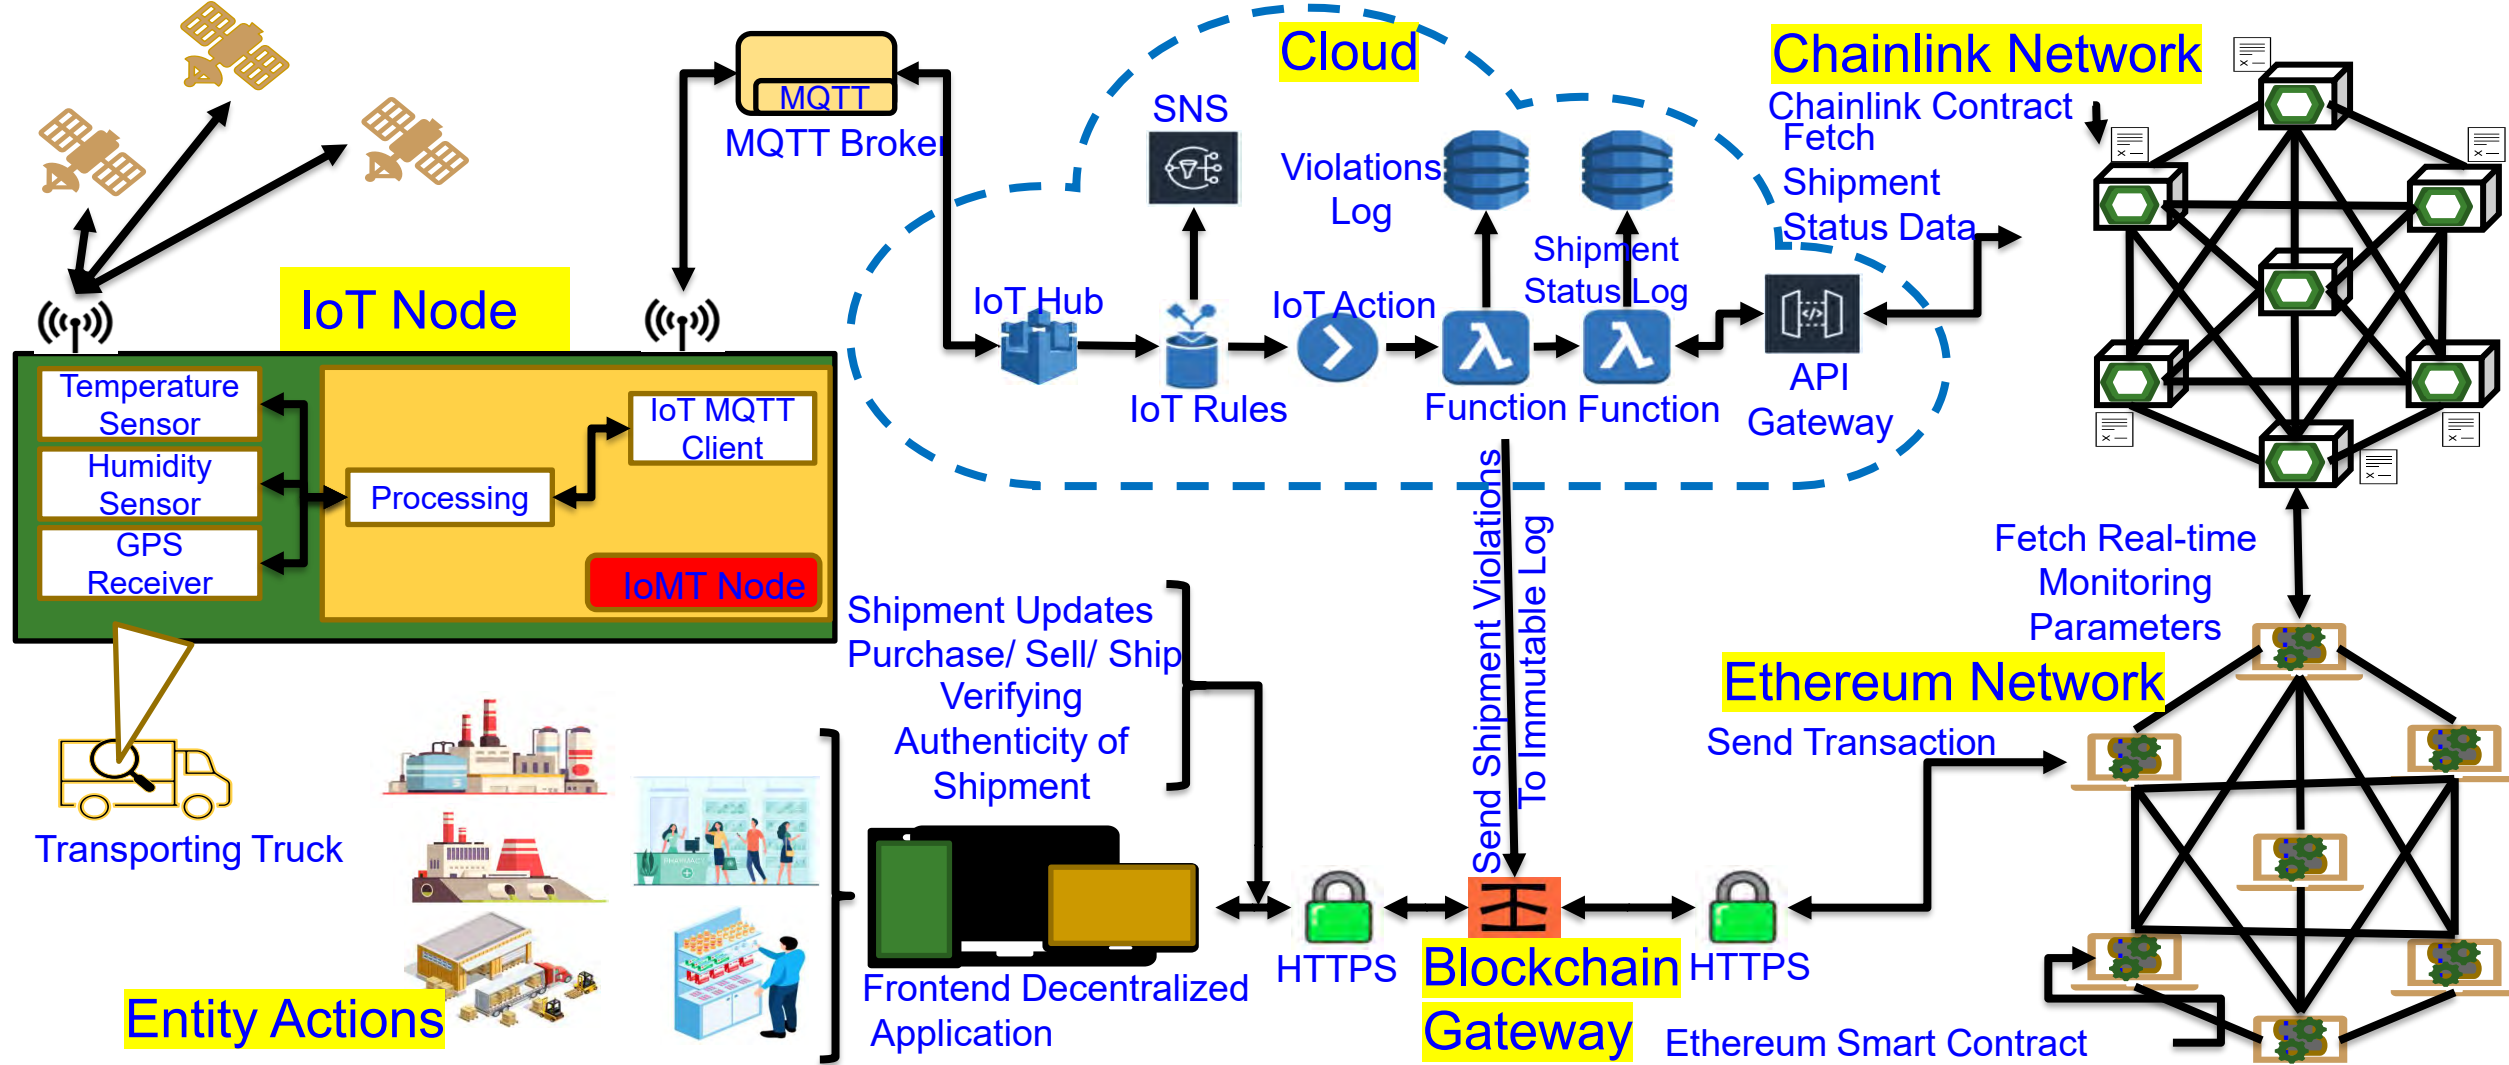 Cloud
Chainlink Network
Chainlink Contract
Fetch
Shipment
Status Data
MQTT
MQTT Broker
SNS
Violations
Log
Shipment
Status Log
IoT Node
IoT Hub
IoT Action
IoT Rules
Function
Function
API
Gateway
Temperature
Sensor
Humidity
Sensor
GPS
Receiver
Processing
IoT MQTT
Client
IoMT Node
Send Shipment Violations
To Immutable Log
Fetch Real-time
Monitoring
Parameters
Shipment Updates
Purchase/ Sell/ Ship
Verifying
Authenticity of
Shipment
Ethereum Network
Send Transaction
Transporting Truck
PHARMACY
Entity Actions
Frontend Decentralized
Application
HTTPS
Blockchain
Gateway
HTTPS
Ethereum Smart Contract